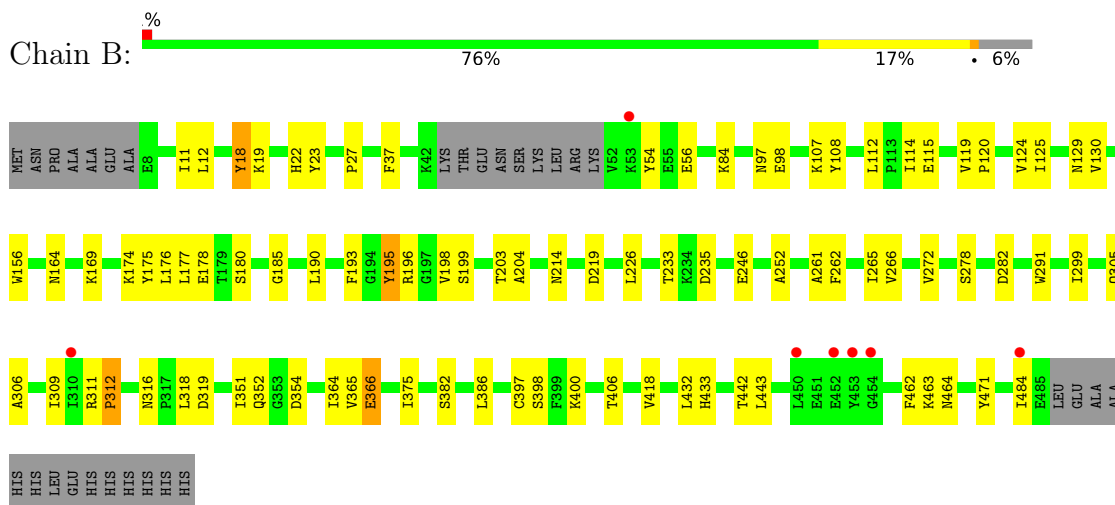 %
Chain B:
76% 17% • 6%
MET ASN PRO ALA ALA GLU ALA E8 I11 L12 Y18 K19 H22 Y23 P27 F37 K42 LYS THR GLU ASN SER LYS LEU ARG LYS V52 K53 Y54 E55 E56 K84 N97 E98 K107 Y108 L112 P113 I114 E115 V119 P120 V124 I125 N129 V130
W156 N164 K169 K174 Y175 L176 L177 E178 T179 S180 G185 L190 F193 G194 Y195 R196 G197 V198 S199 T203 A204 N214 D219 L226 T233 K234 D235 E246 A252 A261 F262 I265 V266 V272 S278 D282 W291 I299
A306 I309 I310 R311 P312 N316 P317 L318 D319 I351 Q352 G353 D354 I364 V365 E366 I375 S382 L386 C397 S398 F399 K400 T406 V418 L432 H433 T442 L443 L450 E451 E452 Y453 G454 F462 K463 N464 Y471 I484 E485 LEU GLU ALA ALA
HIS HIS LEU GLU HIS HIS HIS HIS HIS HIS